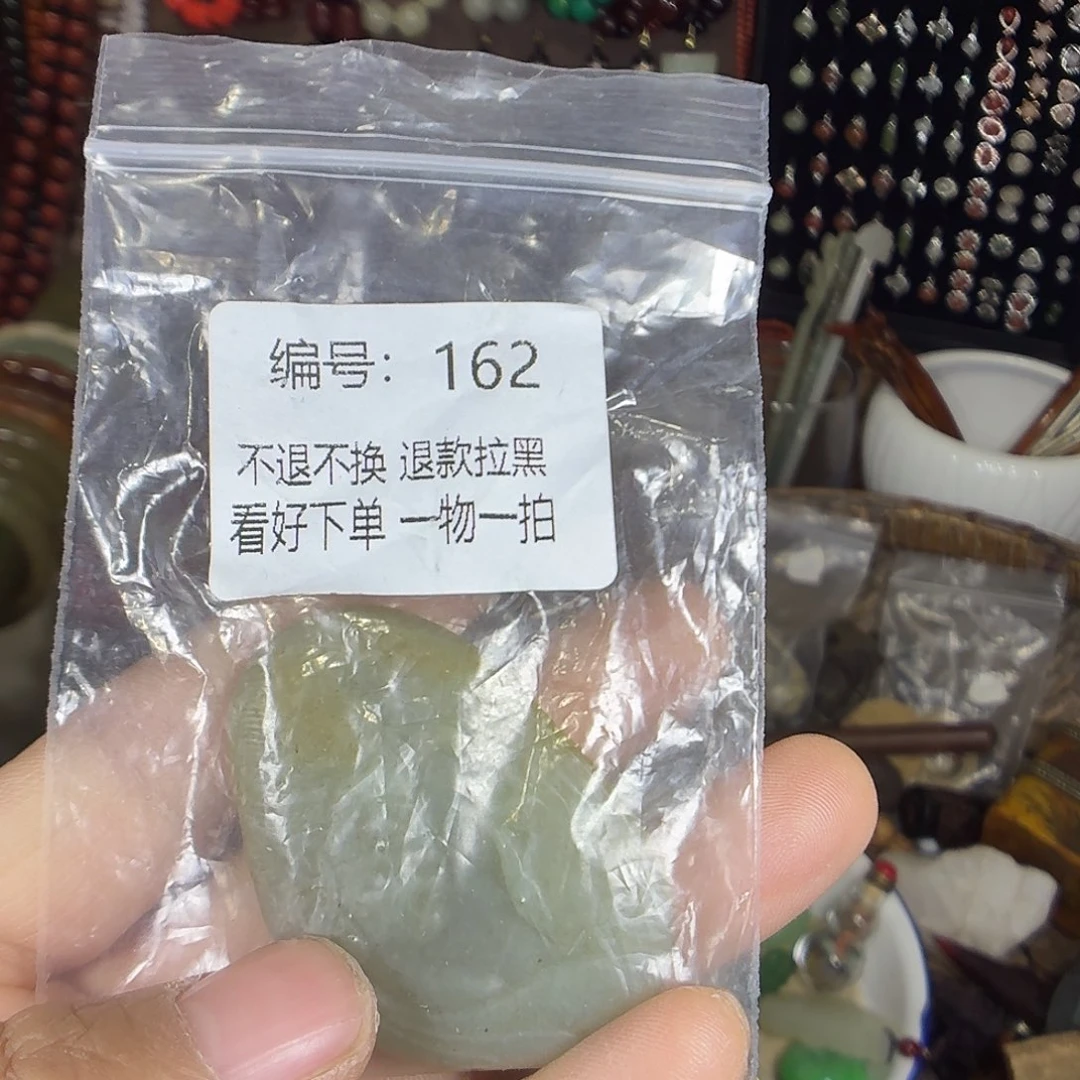 编号：162
不退不换 退款拉黑
看好下单 一物一拍